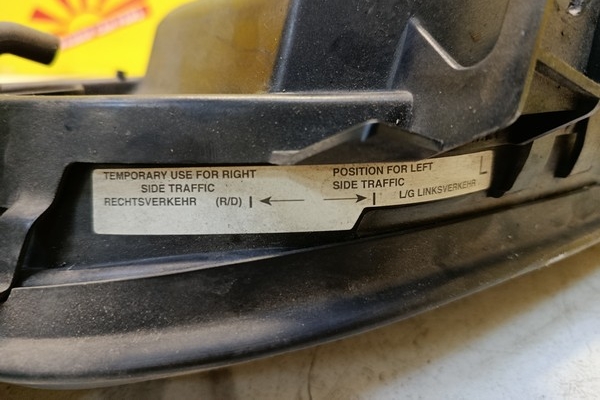 TEMPORARY USE FOR RIGHT
SIDE TRAFFIC
RECHTSVERKEHR (R/D)
POSITION FOR LEFT
SIDE TRAFFIC
L/G LINKSVERKEHR
L